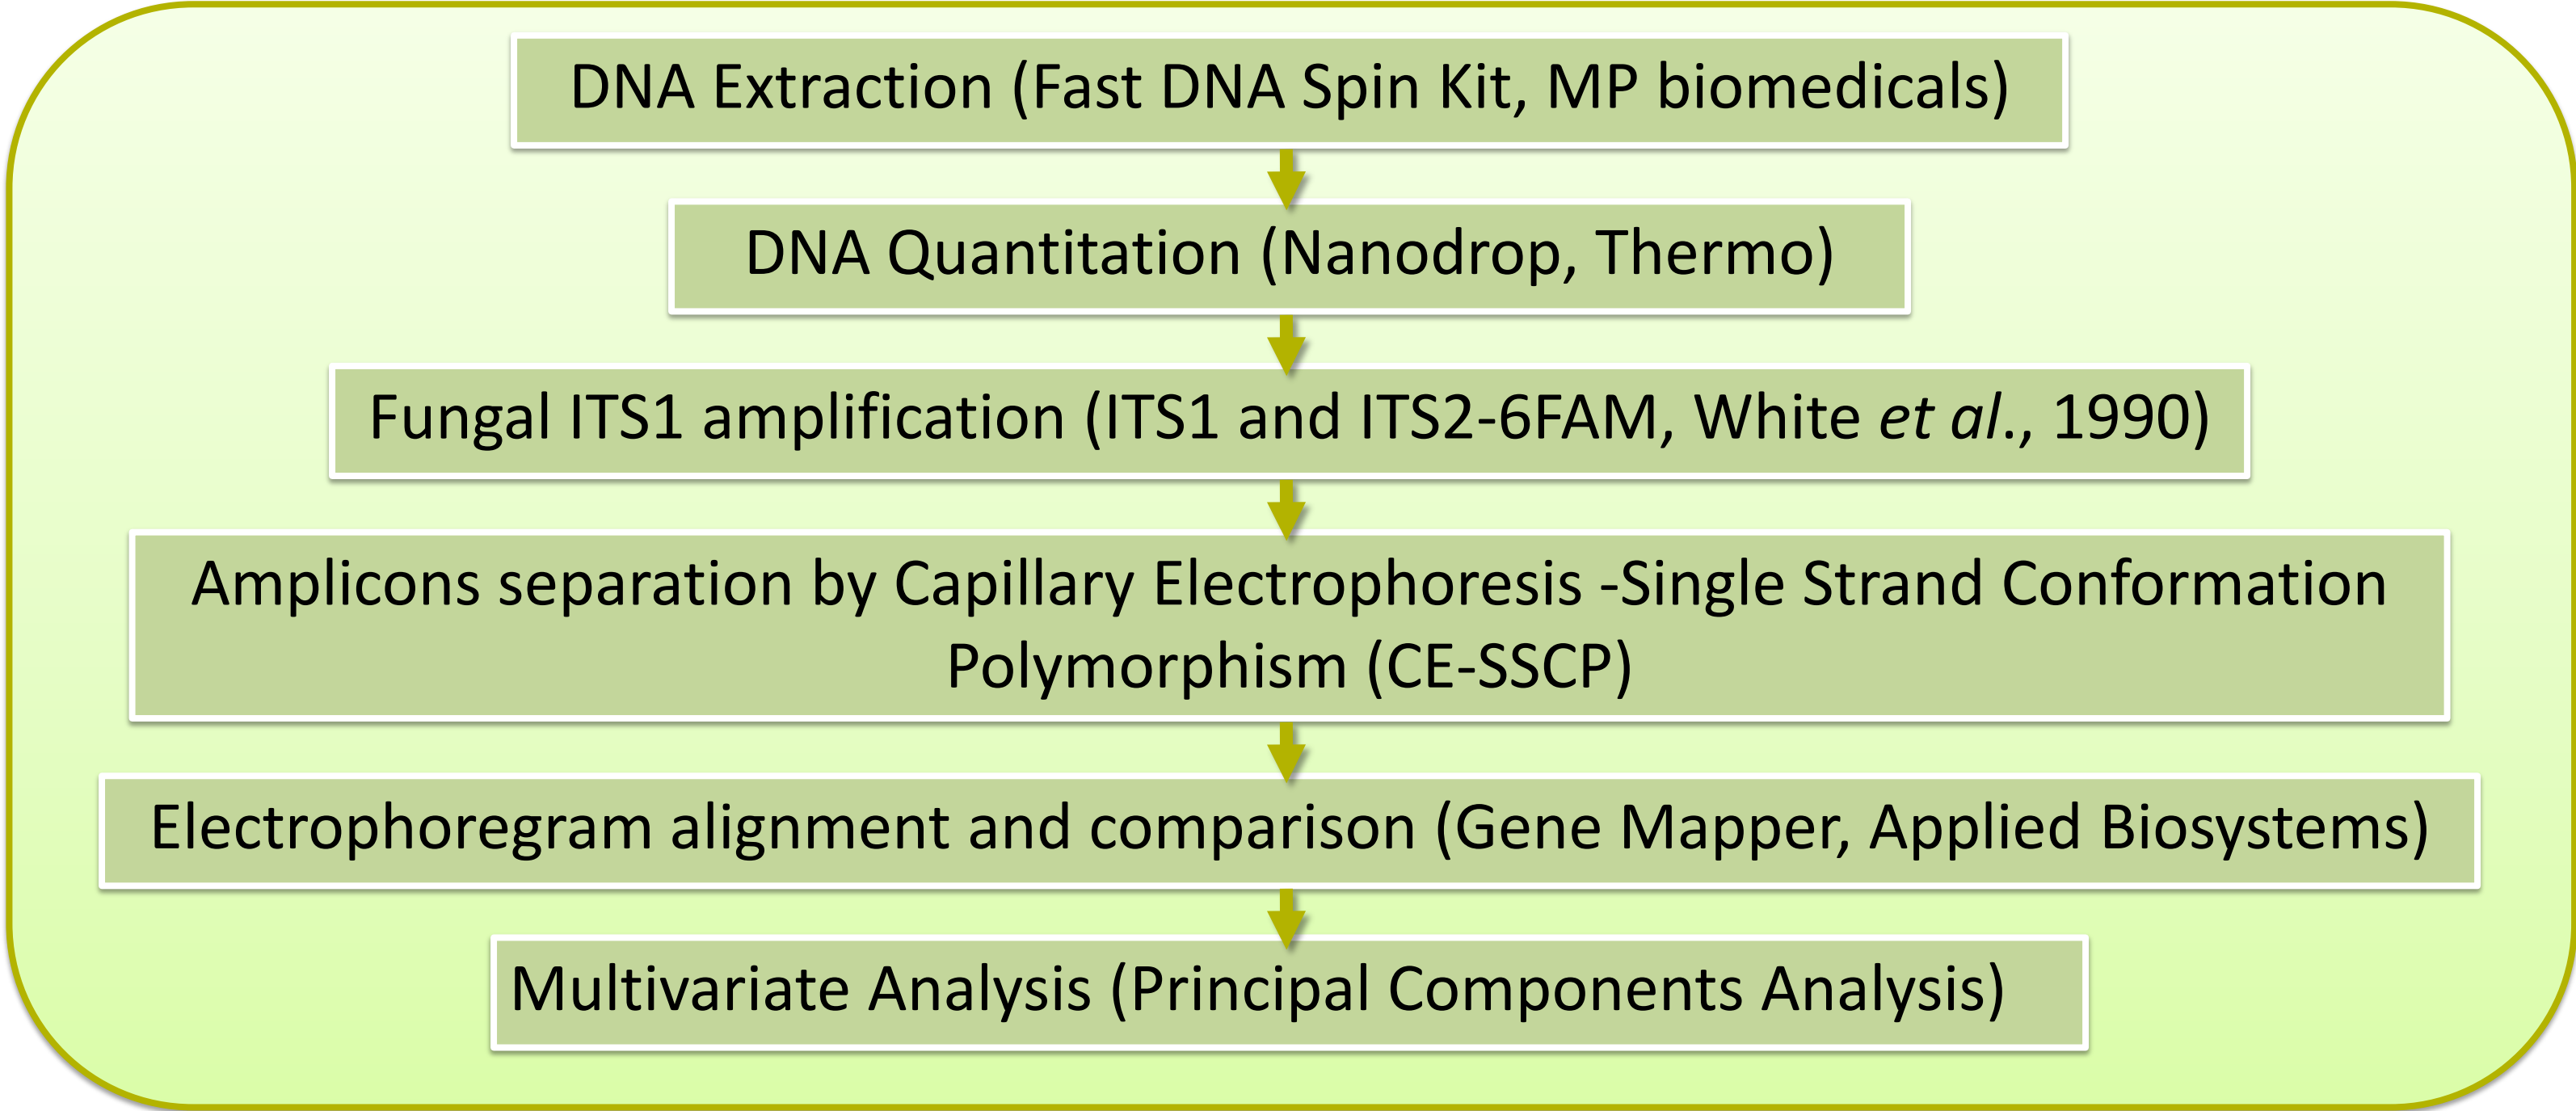 DNA Extraction (Fast DNA Spin Kit, MP biomedicals)
DNA Quantitation (Nanodrop, Thermo)
Fungal ITS1 amplification (ITS1 and ITS2-6FAM, White et al., 1990)
Amplicons separation by Capillary Electrophoresis -Single Strand Conformation
Polymorphism (CE-SSCP)
Electrophoregram alignment and comparison (Gene Mapper, Applied Biosystems)
Multivariate Analysis (Principal Components Analysis)